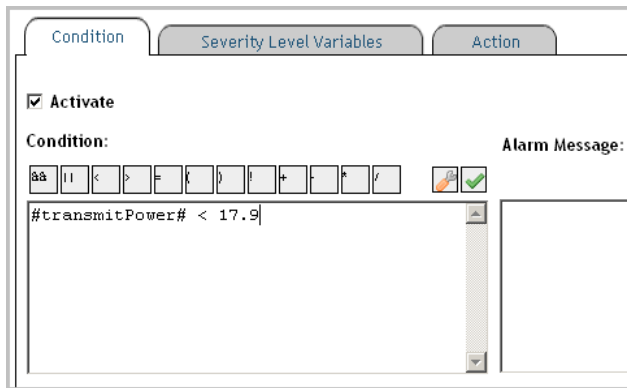 Condition Severity Level Variables Action
Activate
Condition: Alarm Message:
&& || < > = ( ) ! + - * /
#transmitPower# < 17.9